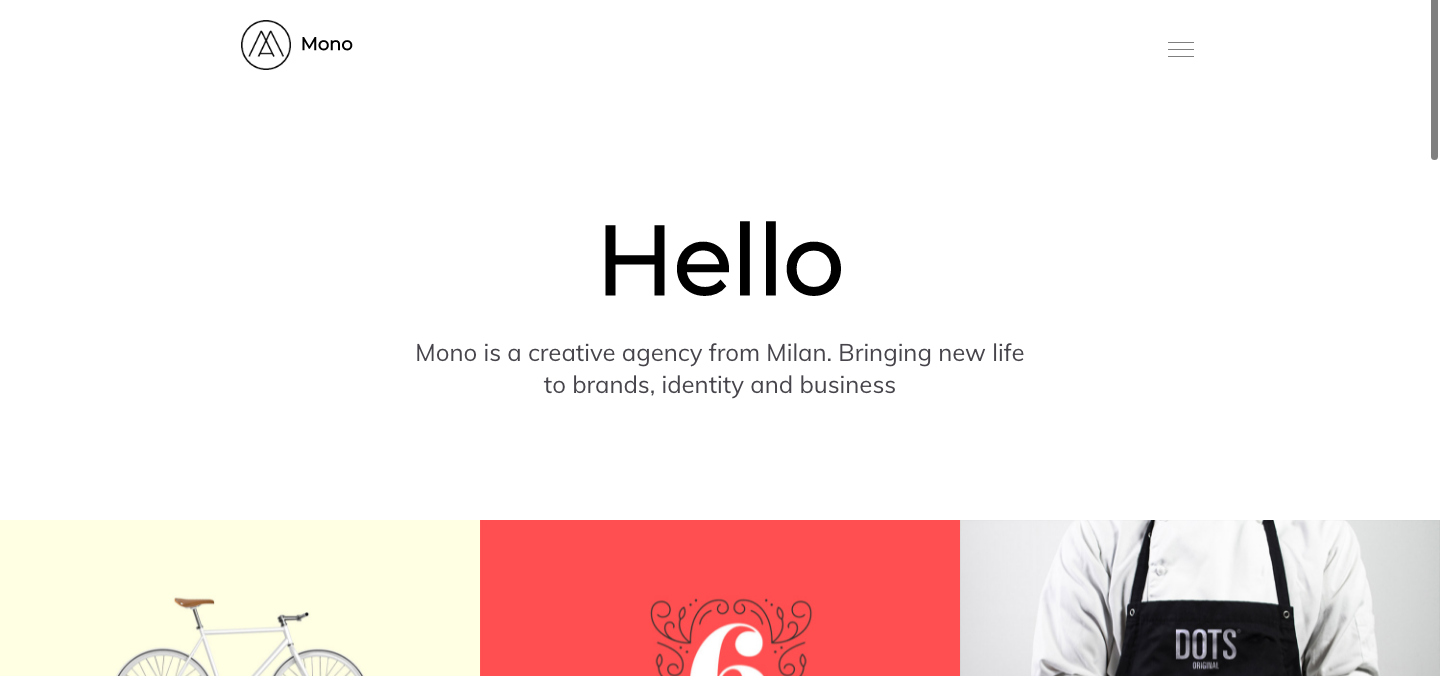 Mono
Hello
Mono is a creative agency from Milan. Bringing new life
to brands, identity and business
6
DOTS
ORIGINAL